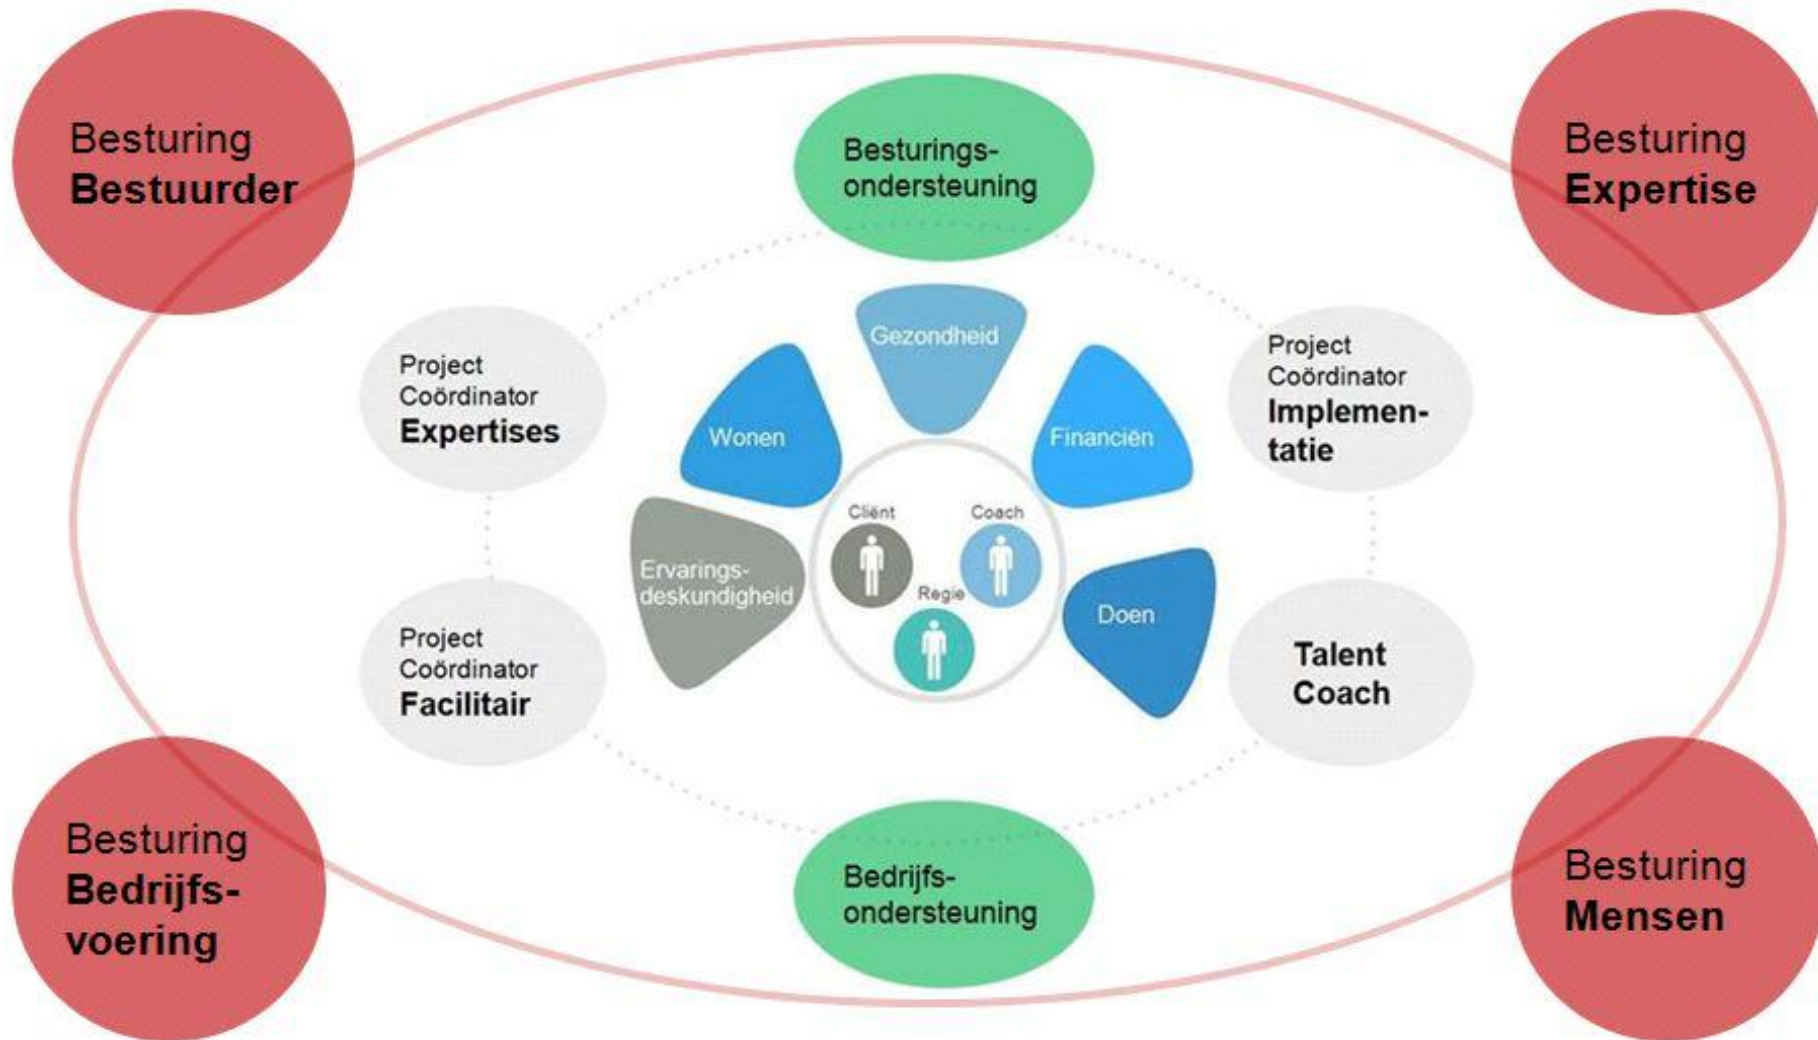 Besturing
Bestuurder
Besturings-
ondersteuning
Besturing
Expertise
Project
Coördinator
Expertises
Wonen
Gezondheid
Financiën
Project
Coördinator
Implemen-
tatie
Ervarings-
deskundigheid
Cliënt
Coach
Regie
Doen
Project
Coördinator
Facilitair
Talent
Coach
Besturing
Bedrijfs-
voering
Bedrijfs-
ondersteuning
Besturing
Mensen